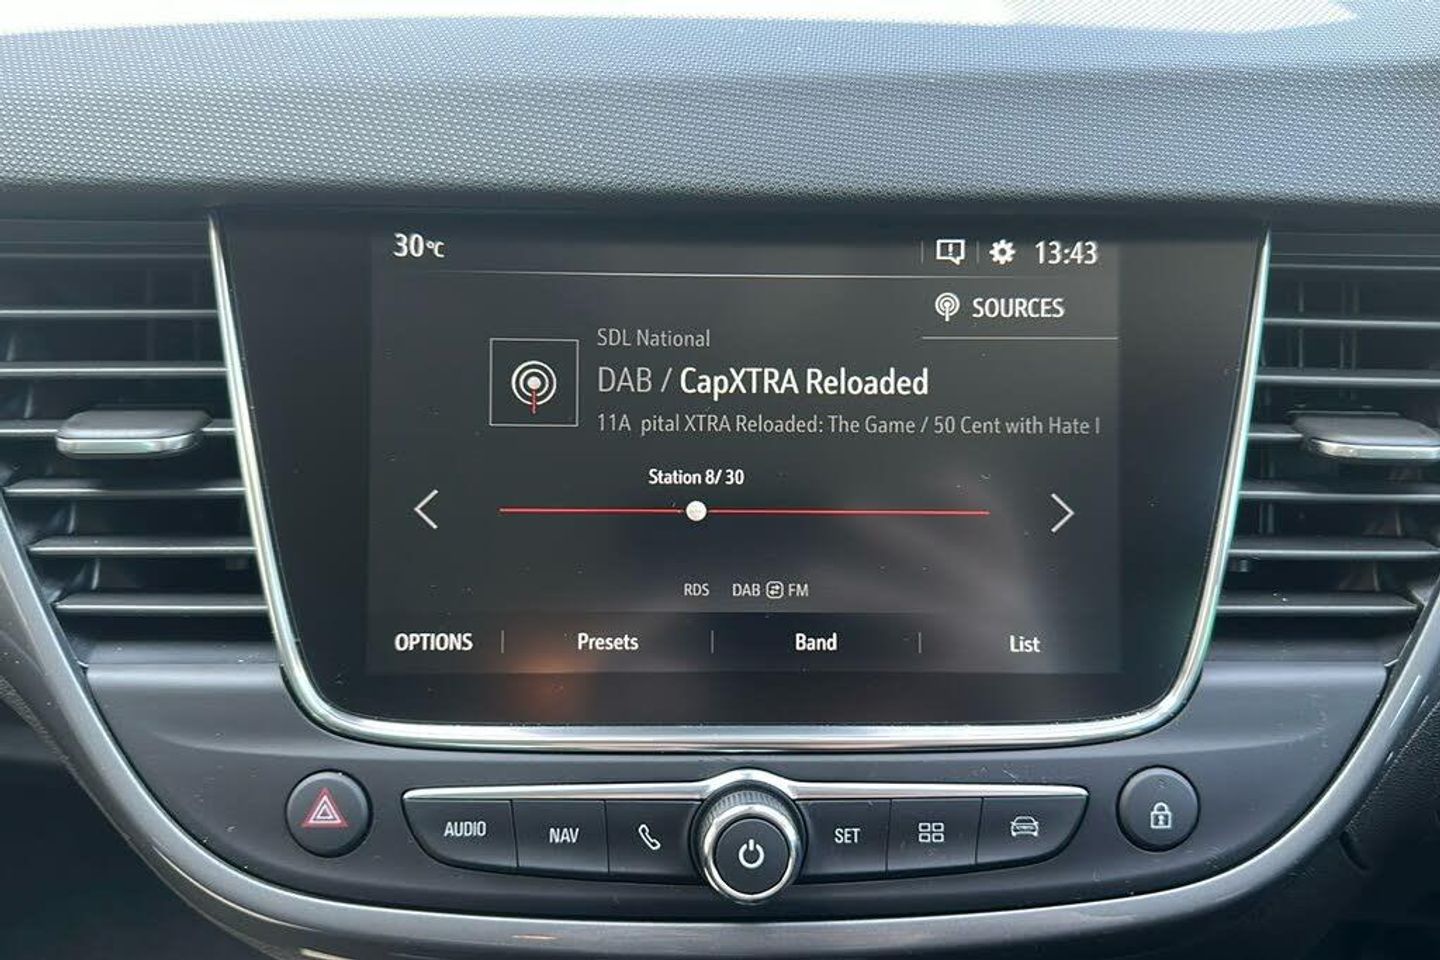 30°C
13:43
SOURCES
SDL National
DAB / CapXTRA Reloaded
11A pital XTRA Reloaded: The Game / 50 Cent with Hate I
Station 8/30
RDS DAB FM
OPTIONS Presets Band List
AUDIO NAV SET